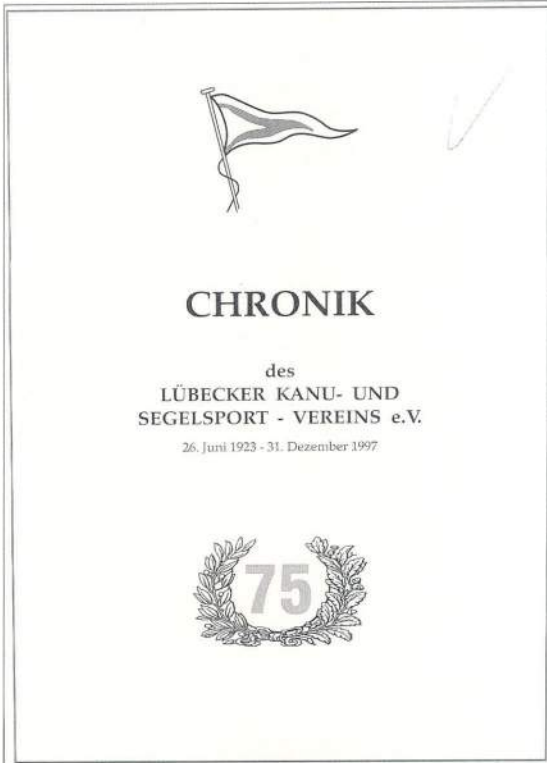 CHRONIK
des
LÜBECKER KANU- UND
SEGELSPORT - VEREINS e.V.
26. Juni 1923 - 31. Dezember 1997
75